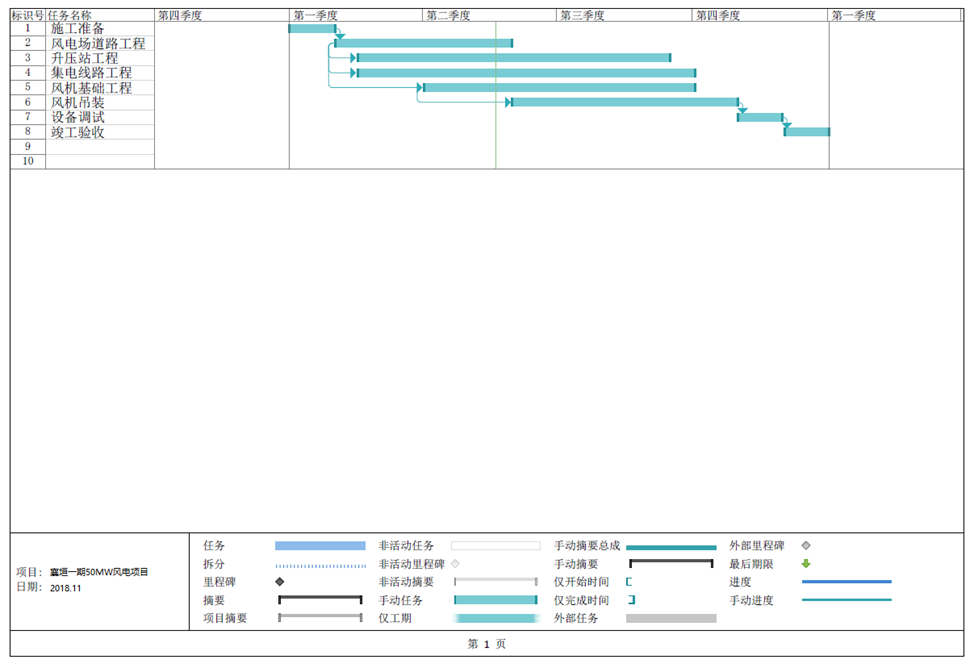 标识号 任务名称 第四季度 第一季度 第二季度 第三季度 第四季度 第一季度
1 施工准备
2 风电场道路工程
3 升压站工程
4 集电线路工程
5 风机基础工程
6 风机吊装
7 设备调试
8 竣工验收
9
10
项目： 塞垣一期50MW风电项目
日期： 2018.11
任务 非活动任务 手动摘要总成 外部里程碑
拆分 非活动里程碑 手动摘要 最后期限
里程碑 非活动摘要 仅开始时间 进度
摘要 手动任务 仅完成时间 手动进度
项目摘要 仅工期 外部任务
第 1 页